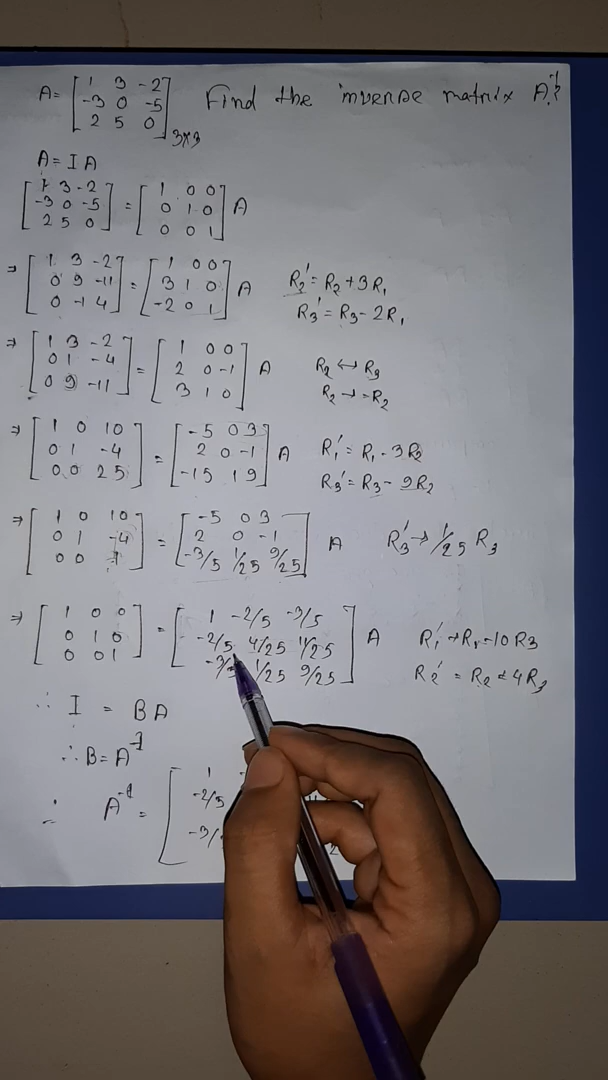 A = [ 1 3 -2 ; -3 0 -5 ; 2 5 0 ] 3×3 Find the inverse matrix A⁻¹?
A = I A
[ 1 3 -2 ; -3 0 -5 ; 2 5 0 ] = [ 1 0 0 ; 0 1 0 ; 0 0 1 ] A
⇒ [ 1 3 -2 ; 0 9 -11 ; 0 -1 4 ] = [ 1 0 0 ; 3 1 0 ; -2 0 1 ] A R₂' = R₂ + 3R₁
R₃' = R₃ - 2R₁
⇒ [ 1 3 -2 ; 0 1 -4 ; 0 9 -11 ] = [ 1 0 0 ; 2 0 -1 ; 3 1 0 ] A R₂ ↔ R₃
R₂ → -R₂
⇒ [ 1 0 10 ; 0 1 -4 ; 0 0 25 ] = [ -5 0 3 ; 2 0 -1 ; -15 1 9 ] A R₁' = R₁ - 3R₂
R₃' = R₃ - 9R₂
⇒ [ 1 0 10 ; 0 1 -4 ; 0 0 1 ] = [ -5 0 3 ; 2 0 -1 ; -3/5 1/25 9/25 ] A R₃' → 1/25 R₃
⇒ [ 1 0 0 ; 0 1 0 ; 0 0 1 ] = [ 1 -2/5 -3/5 ; -2/5 4/25 11/25 ; -3/5 1/25 9/25 ] A R₁' → R₁ - 10R₃
R₂' = R₂ + 4R₃
∴ I = BA
∴ B = A⁻¹
∴ A⁻¹ = [ 1 ; -2/5 ; -3/